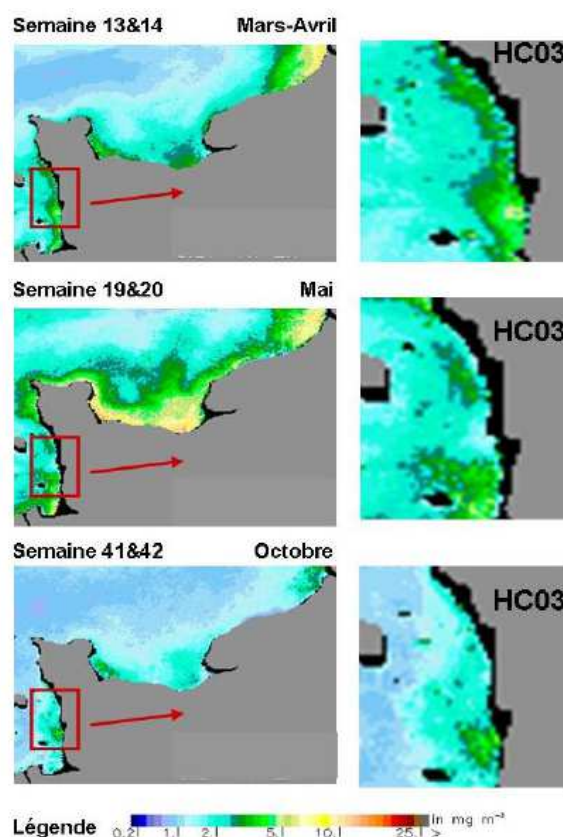 Semaine 13&14 Mars-Avril
HC03
Semaine 19&20 Mai
HC03
Semaine 41&42 Octobre
HC03
Légende 0.2 1. 2. 5. 10. 25. > in mg m⁻³